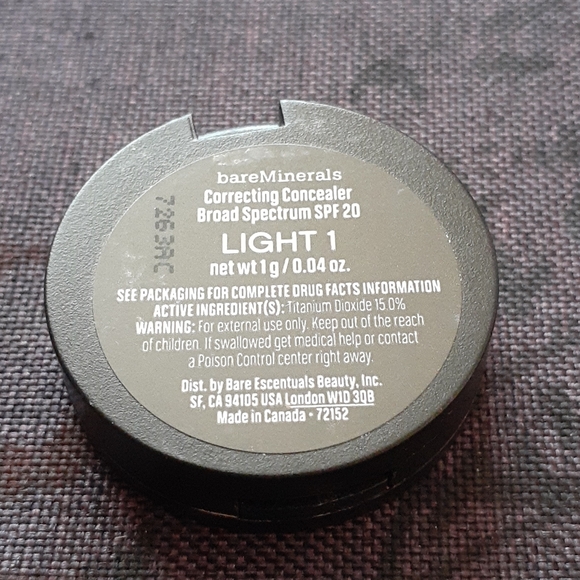 bareMinerals
Correcting Concealer
Broad Spectrum SPF 20
LIGHT 1
net wt 1 g / 0.04 oz.
SEE PACKAGING FOR COMPLETE DRUG FACTS INFORMATION
ACTIVE INGREDIENT(S): Titanium Dioxide 15.0%
WARNING: For external use only. Keep out of the reach
of children. If swallowed get medical help or contact
a Poison Control center right away.
Dist. by Bare Escentuals Beauty, Inc.
SF, CA 94105 USA London W1D 3QB
Made in Canada • 72152
7263AC